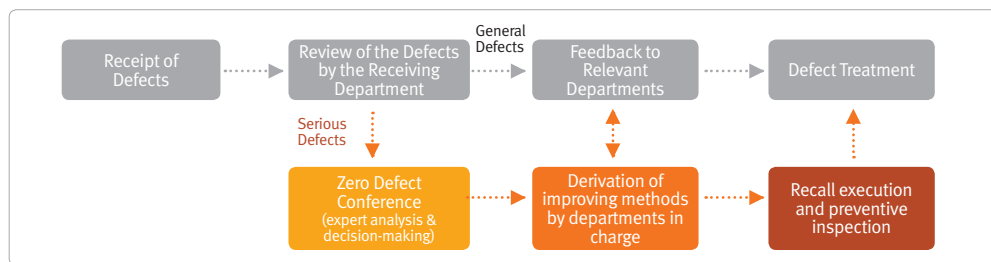 Receipt of
Defects
Review of the Defects
by the Receiving
Department
General
Defects
Feedback to
Relevant
Departments
Defect Treatment
Serious
Defects
Zero Defect
Conference
(expert analysis &
decision-making)
Derivation of
improving methods
by departments in
charge
Recall execution
and preventive
inspection